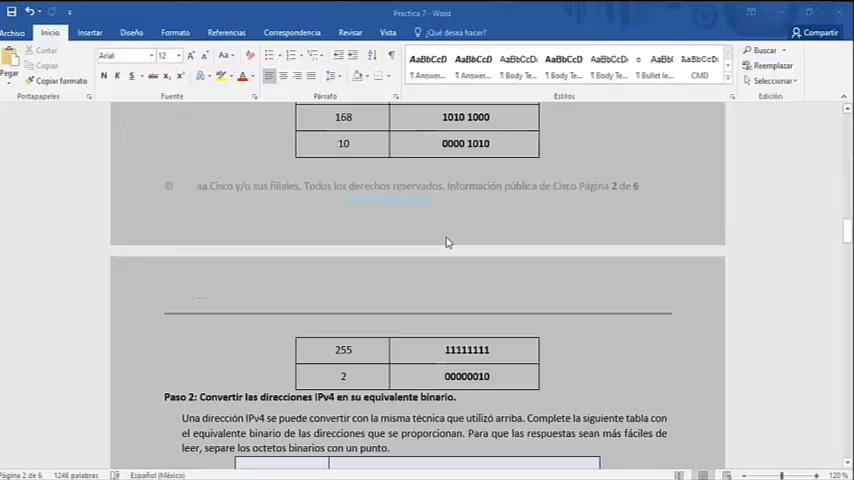 Practica 7 - Word
Archivo Inicio Insertar Diseño Formato Referencias Correspondencia Revisar Vista ¿Qué desea hacer? Compartir
Pegar Cortar
Copiar
Copiar formato
Portapapeles
Arial 12 Aa
N K S abc x₂ x² A A
Fuente
Párrafo
AaBbCcD AaBbCcD AaBbCcD AaBbCcD o AaBbC AaBbCcD
¶ Answer... ¶ Answer... ¶ Body Te... ¶ Body Te... ¶ Bullet le... CMD
Estilos
Buscar
Reemplazar
Seleccionar
Edición
168 1010 1000
10 0000 1010
© aa Cisco y/o sus filiales. Todos los derechos reservados. Información pública de Cisco Página 2 de 6
255 11111111
2 00000010
Paso 2: Convertir las direcciones IPv4 en su equivalente binario.
Una dirección IPv4 se puede convertir con la misma técnica que utilizó arriba. Complete la siguiente tabla con
el equivalente binario de las direcciones que se proporcionan. Para que las respuestas sean más fáciles de
leer, separe los octetos binarios con un punto.
Página 2 de 6 1246 palabras Español (México) 120 %